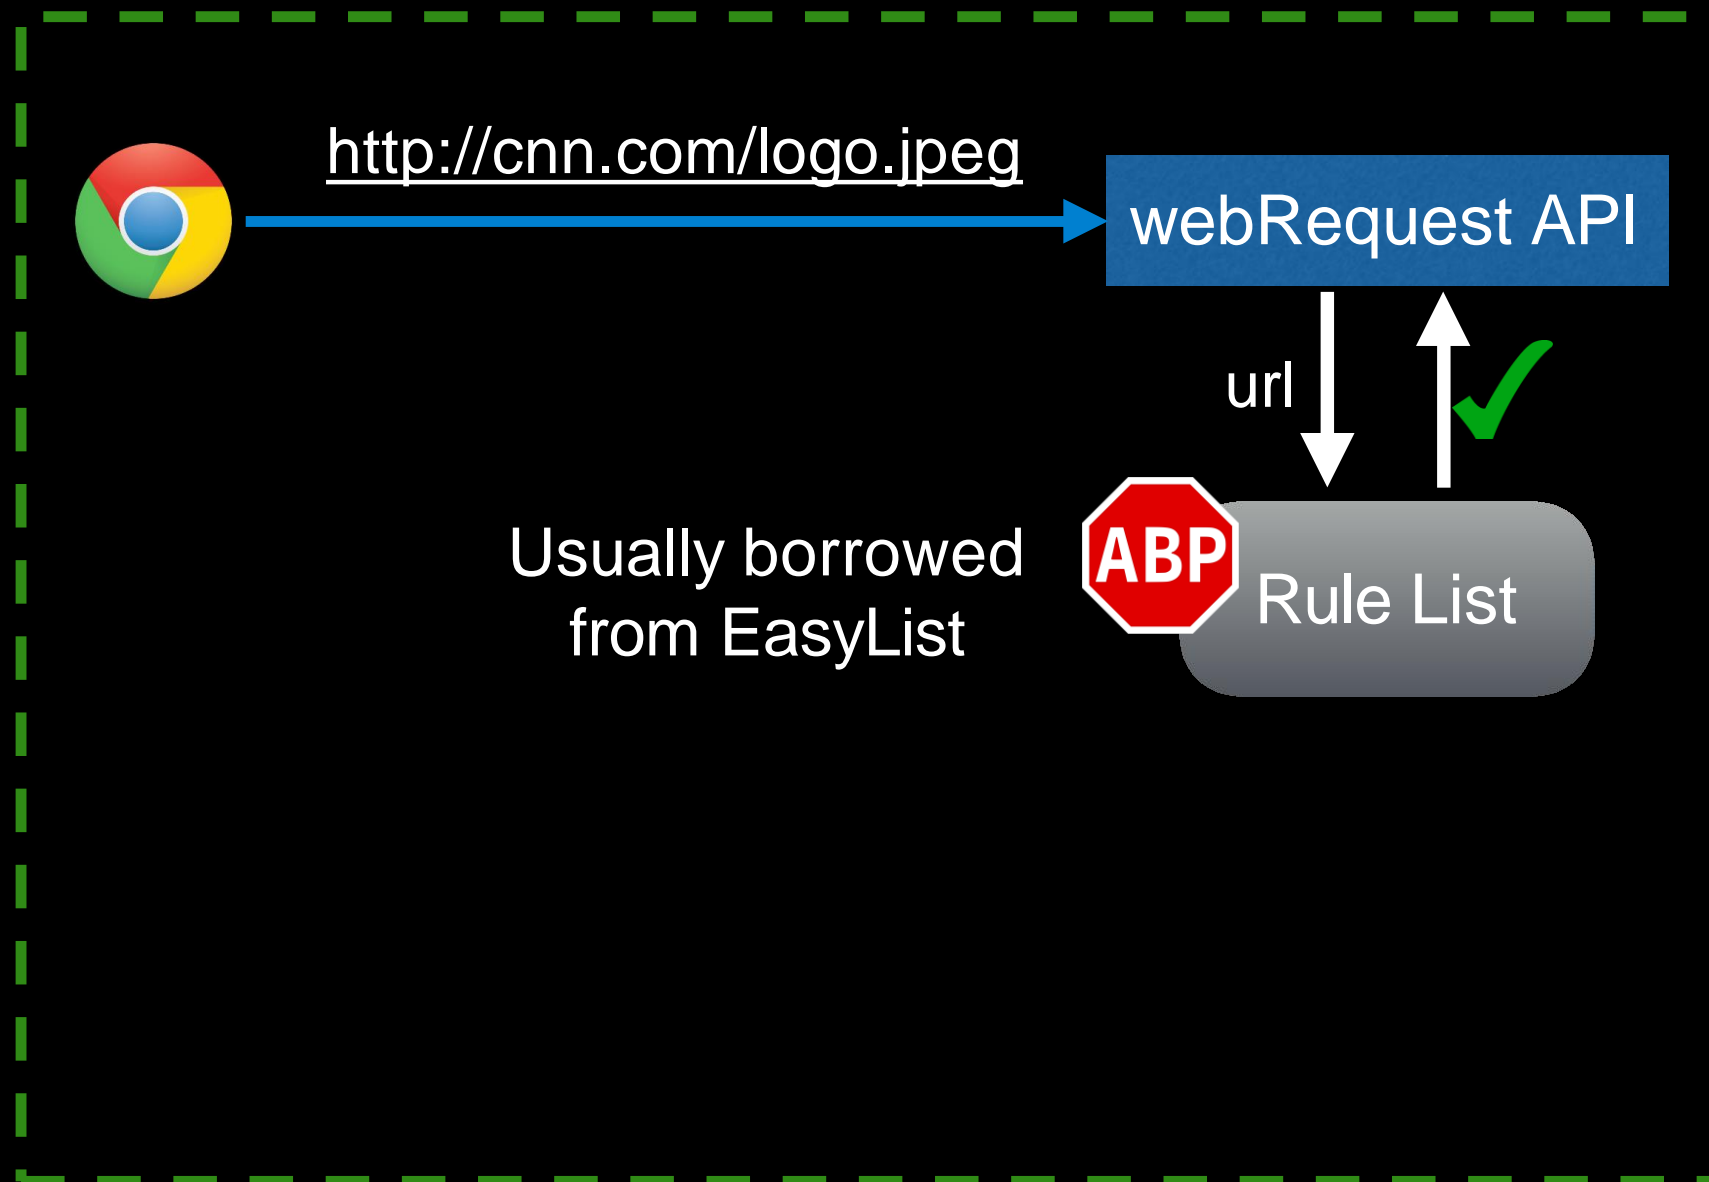 http://cnn.com/logo.jpeg
webRequest API
url
Usually borrowed
from EasyList
ABP
Rule List